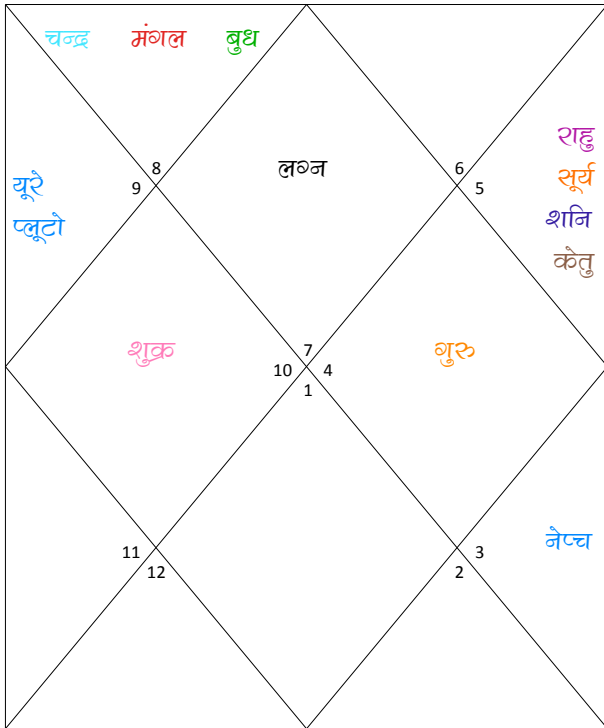 चन्द्र मंगल बुध
राहु
8 लग्न 6
9 5
यूरे सूर्य
प्लूटो शनि
केतु
शुक्र 7 गुरु
10 4
1
11 3 नेप्च
12 2